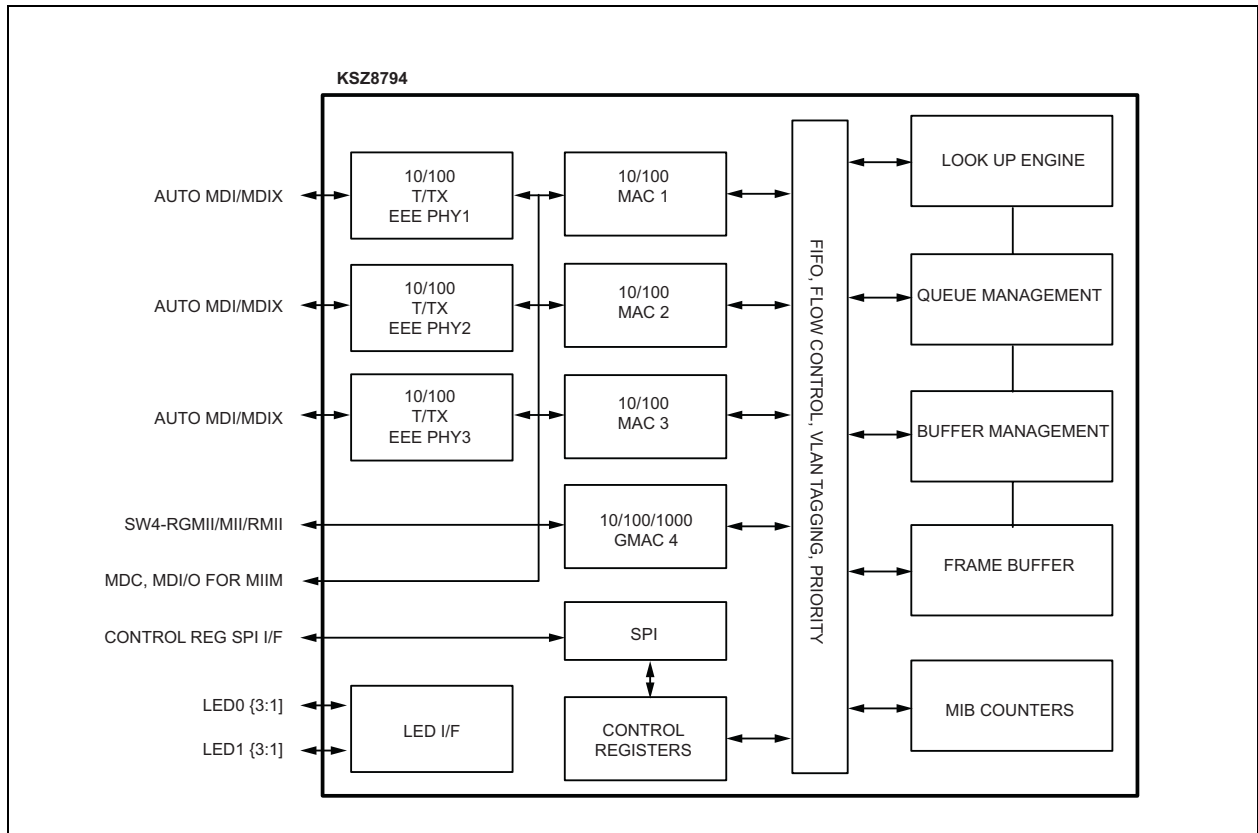 KSZ8794
AUTO MDI/MDIX
10/100
T/TX
EEE PHY1
10/100
MAC 1
LOOK UP ENGINE
AUTO MDI/MDIX
10/100
T/TX
EEE PHY2
10/100
MAC 2
QUEUE MANAGEMENT
AUTO MDI/MDIX
10/100
T/TX
EEE PHY3
10/100
MAC 3
BUFFER MANAGEMENT
FIFO, FLOW CONTROL, VLAN TAGGING, PRIORITY
SW4-RGMII/MII/RMII
10/100/1000
GMAC 4
FRAME BUFFER
MDC, MDI/O FOR MIIM
CONTROL REG SPI I/F
SPI
LED0 {3:1]
LED1 {3:1]
LED I/F
CONTROL
REGISTERS
MIB COUNTERS